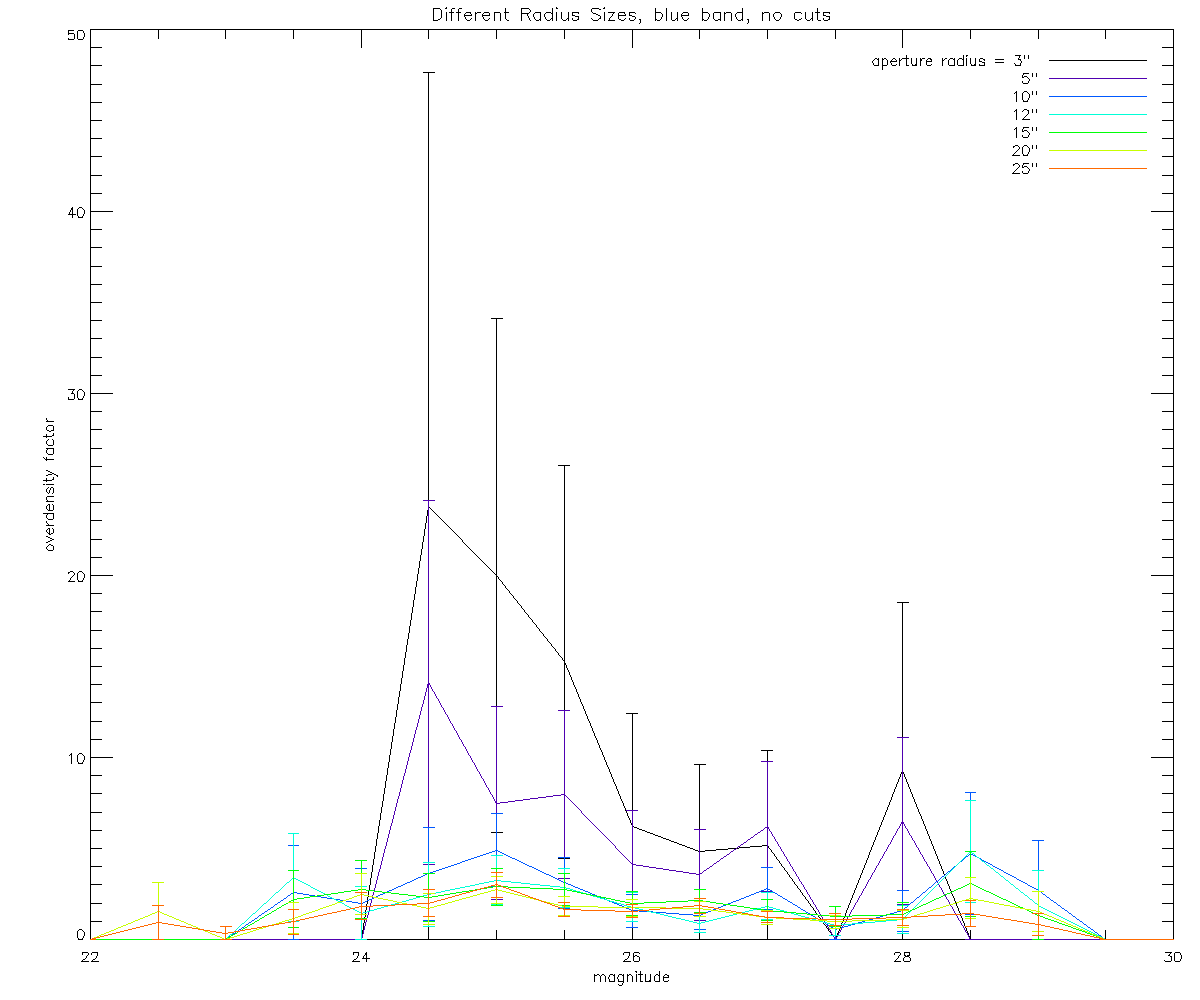 Different Radius Sizes, blue band, no cuts
50
aperture radius = 3"
5"
10"
12"
15"
20"
25"
40
30
overdensity factor
20
10
0
22 24 26 28 30
magnitude